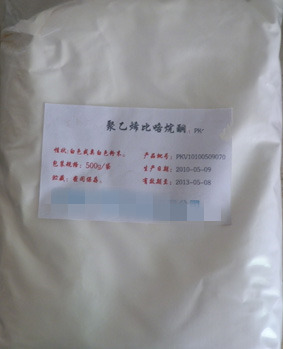 聚乙烯比咯烷酮. PK*
性状:白色或类白色粉末。 产品批号: PKV10100509070
包装规格: 500g/袋 生产日期: 2010-05-09
贮藏: 密闭保存。 有效期至: 2013-05-08